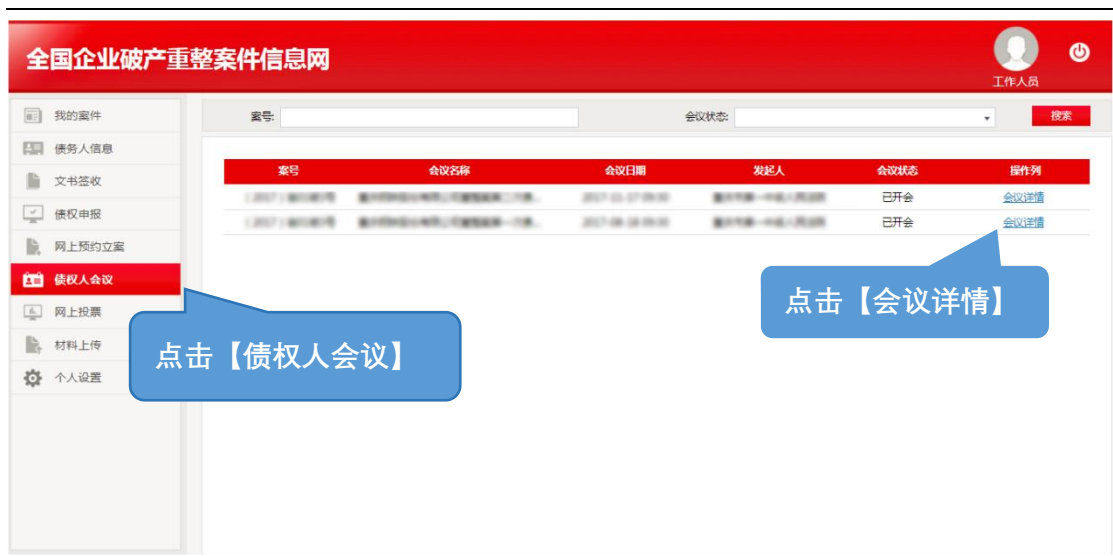 全国企业破产重整案件信息网
工作人员
我的案件
债务人信息
文书签收
债权申报
网上预约立案
债权人会议
网上投票
材料上传
个人设置
案号:
会议状态:
搜索
案号 会议名称 会议日期 发起人 会议状态 操作列
已开会 会议详情
已开会 会议详情
点击【会议详情】
点击【债权人会议】